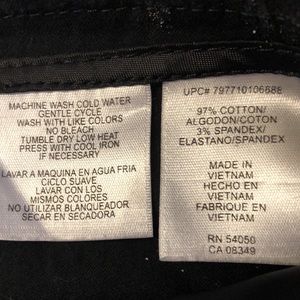 MACHINE WASH COLD WATER
GENTLE CYCLE
WASH WITH LIKE COLORS
NO BLEACH
TUMBLE DRY LOW HEAT
PRESS WITH COOL IRON
IF NECESSARY
LAVAR A MAQUINA EN AGUA FRIA
CICLO SUAVE
LAVAR CON LOS
MISMOS COLORES
NO UTILIZAR BLANQUEADOR
SECAR EN SECADORA
UPC# 797710106688
97% COTTON/
ALGODON/COTON
3% SPANDEX/
ELASTANO/SPANDEX
MADE IN
VIETNAM
HECHO EN
VIETNAM
FABRIQUE EN
VIETNAM
RN 54050
CA 08349